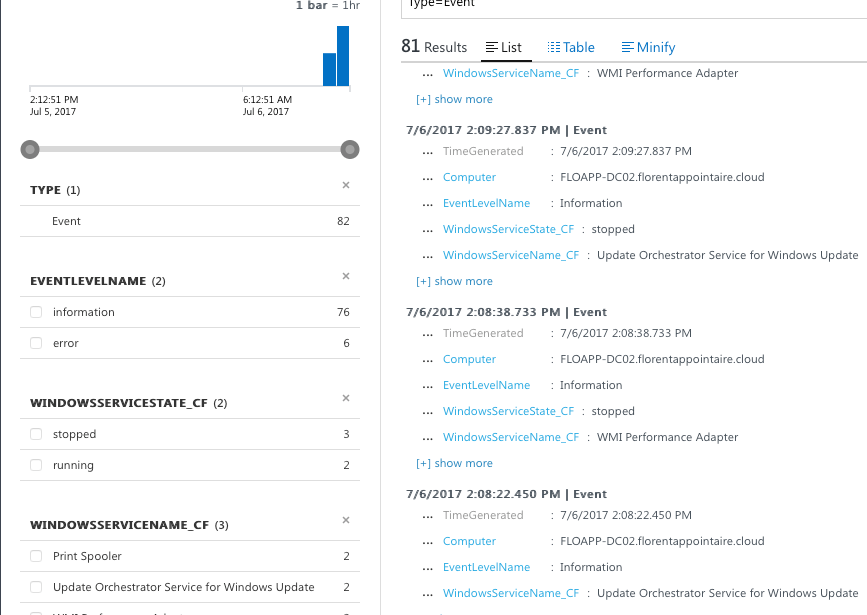 1 bar = 1hr
2:12:51 PM
Jul 5, 2017
6:12:51 AM
Jul 6, 2017
TYPE (1) ×
Event 82
EVENTLEVELNAME (2) ×
information 76
error 6
WINDOWSSERVICESTATE_CF (2) ×
stopped 3
running 2
WINDOWSSERVICENAME_CF (3) ×
Print Spooler 2
Update Orchestrator Service for Windows Update 2
Type=Event
81 Results List Table Minify
... WindowsServiceName_CF : WMI Performance Adapter
[+] show more
7/6/2017 2:09:27.837 PM | Event
... TimeGenerated : 7/6/2017 2:09:27.837 PM
... Computer : FLOAPP-DC02.florentappointaire.cloud
... EventLevelName : Information
... WindowsServiceState_CF : stopped
... WindowsServiceName_CF : Update Orchestrator Service for Windows Update
[+] show more
7/6/2017 2:08:38.733 PM | Event
... TimeGenerated : 7/6/2017 2:08:38.733 PM
... Computer : FLOAPP-DC02.florentappointaire.cloud
... EventLevelName : Information
... WindowsServiceState_CF : stopped
... WindowsServiceName_CF : WMI Performance Adapter
[+] show more
7/6/2017 2:08:22.450 PM | Event
... TimeGenerated : 7/6/2017 2:08:22.450 PM
... Computer : FLOAPP-DC02.florentappointaire.cloud
... EventLevelName : Information
... WindowsServiceName_CF : Update Orchestrator Service for Windows Update